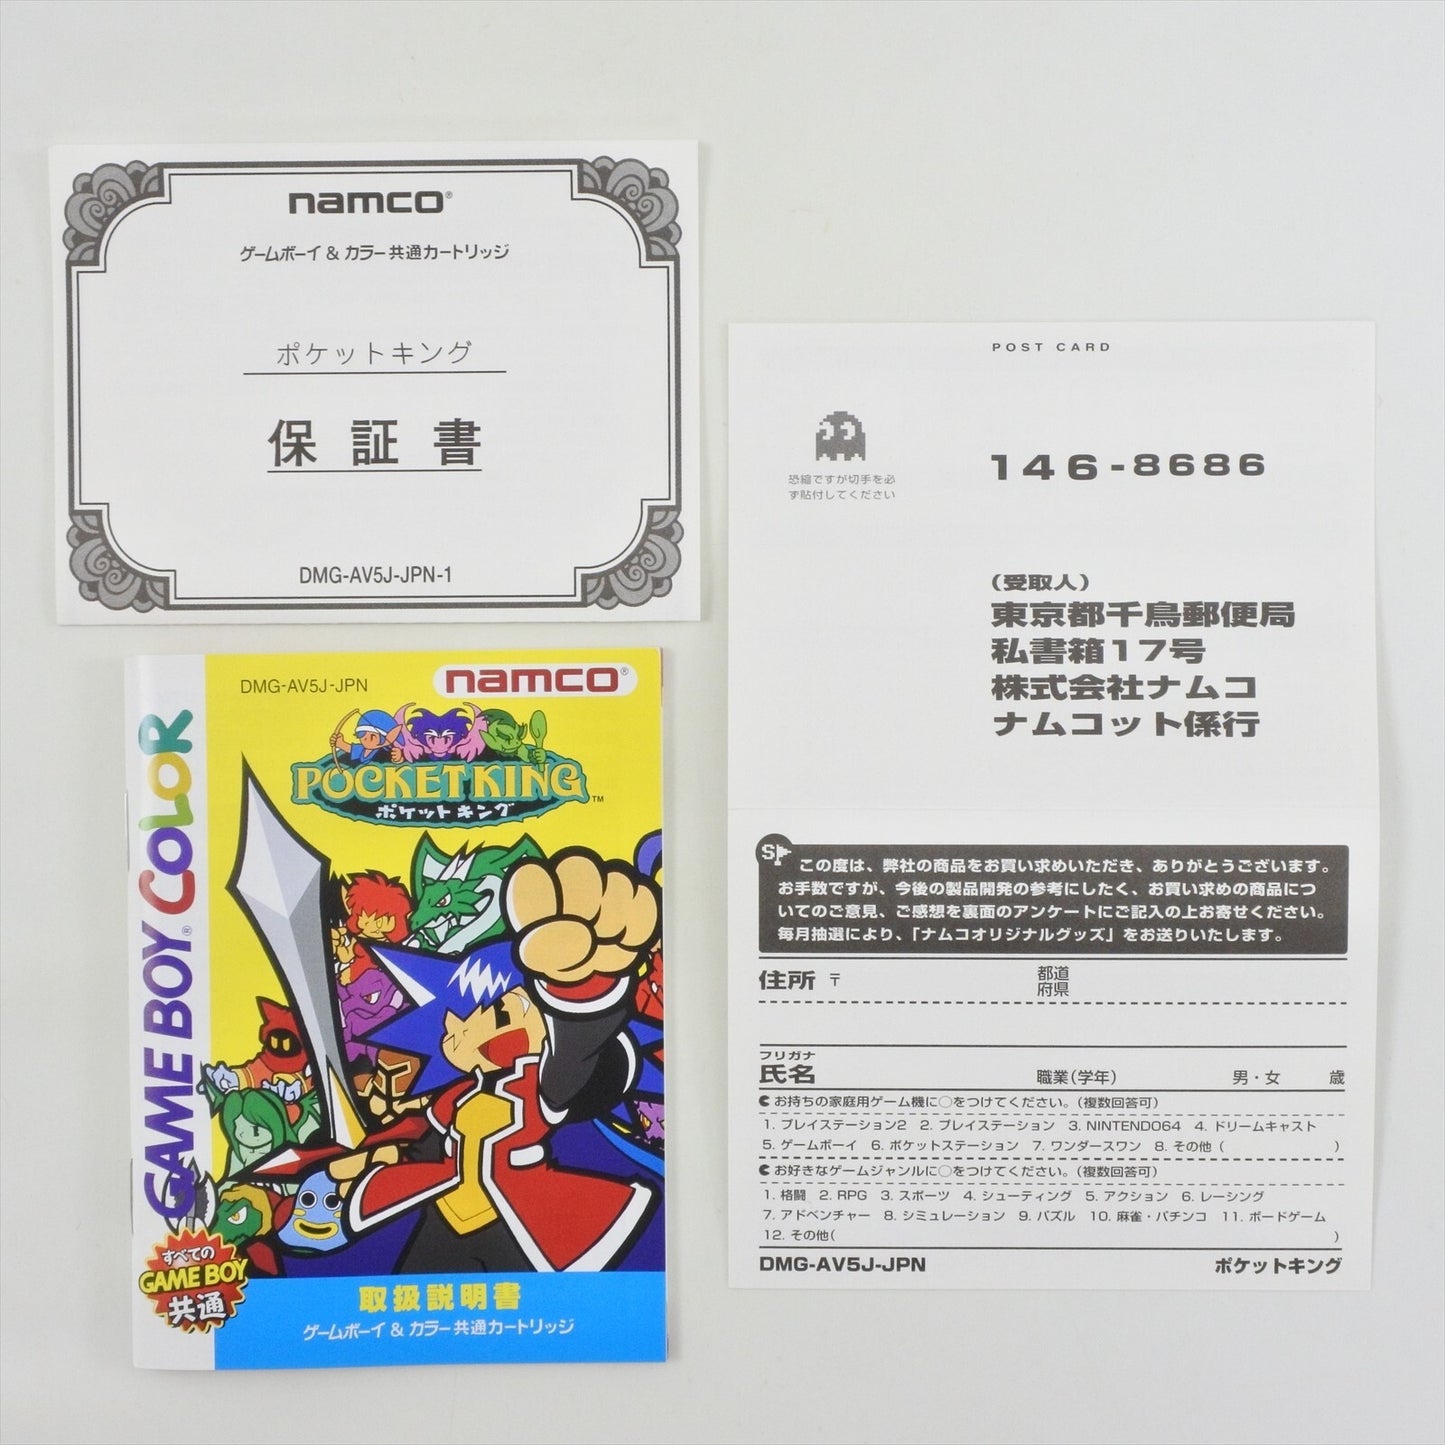 namco®
ゲームボーイ & カラー共通カートリッジ
ポケットキング
保証書
DMG-AV5J-JPN-1
DMG-AV5J-JPN
namco®
POCKET KING™
ポケットキング
GAME BOY® COLOR
すべての
GAME BOY
共通
取扱説明書
ゲームボーイ & カラー共通カートリッジ
POST CARD
恐縮ですが切手を必
ず貼付してください
146-8686
(受取人)
東京都千鳥郵便局
私書箱17号
株式会社ナムコ
ナムコット係行
この度は、弊社の商品をお買い求めいただき、ありがとうございます。
お手数ですが、今後の製品開発の参考にしたく、お買い求めの商品につ
いてのご意見、ご感想を裏面のアンケートにご記入の上お寄せください。
毎月抽選により、「ナムコオリジナルグッズ」をお送りいたします。
住所 〒 都道
府県
フリガナ
氏名 職業(学年) 男・女 歳
お持ちの家庭用ゲーム機に○をつけてください。(複数回答可)
1. プレイステーション2 2. プレイステーション 3. NINTENDO64 4. ドリームキャスト
5. ゲームボーイ 6. ポケットステーション 7. ワンダースワン 8. その他( )
お好きなゲームジャンルに○をつけてください。(複数回答可)
1. 格闘 2. RPG 3. スポーツ 4. シューティング 5. アクション 6. レーシング
7. アドベンチャー 8. シミュレーション 9. パズル 10. 麻雀・パチンコ 11. ボードゲーム
12. その他( )
DMG-AV5J-JPN ポケットキング